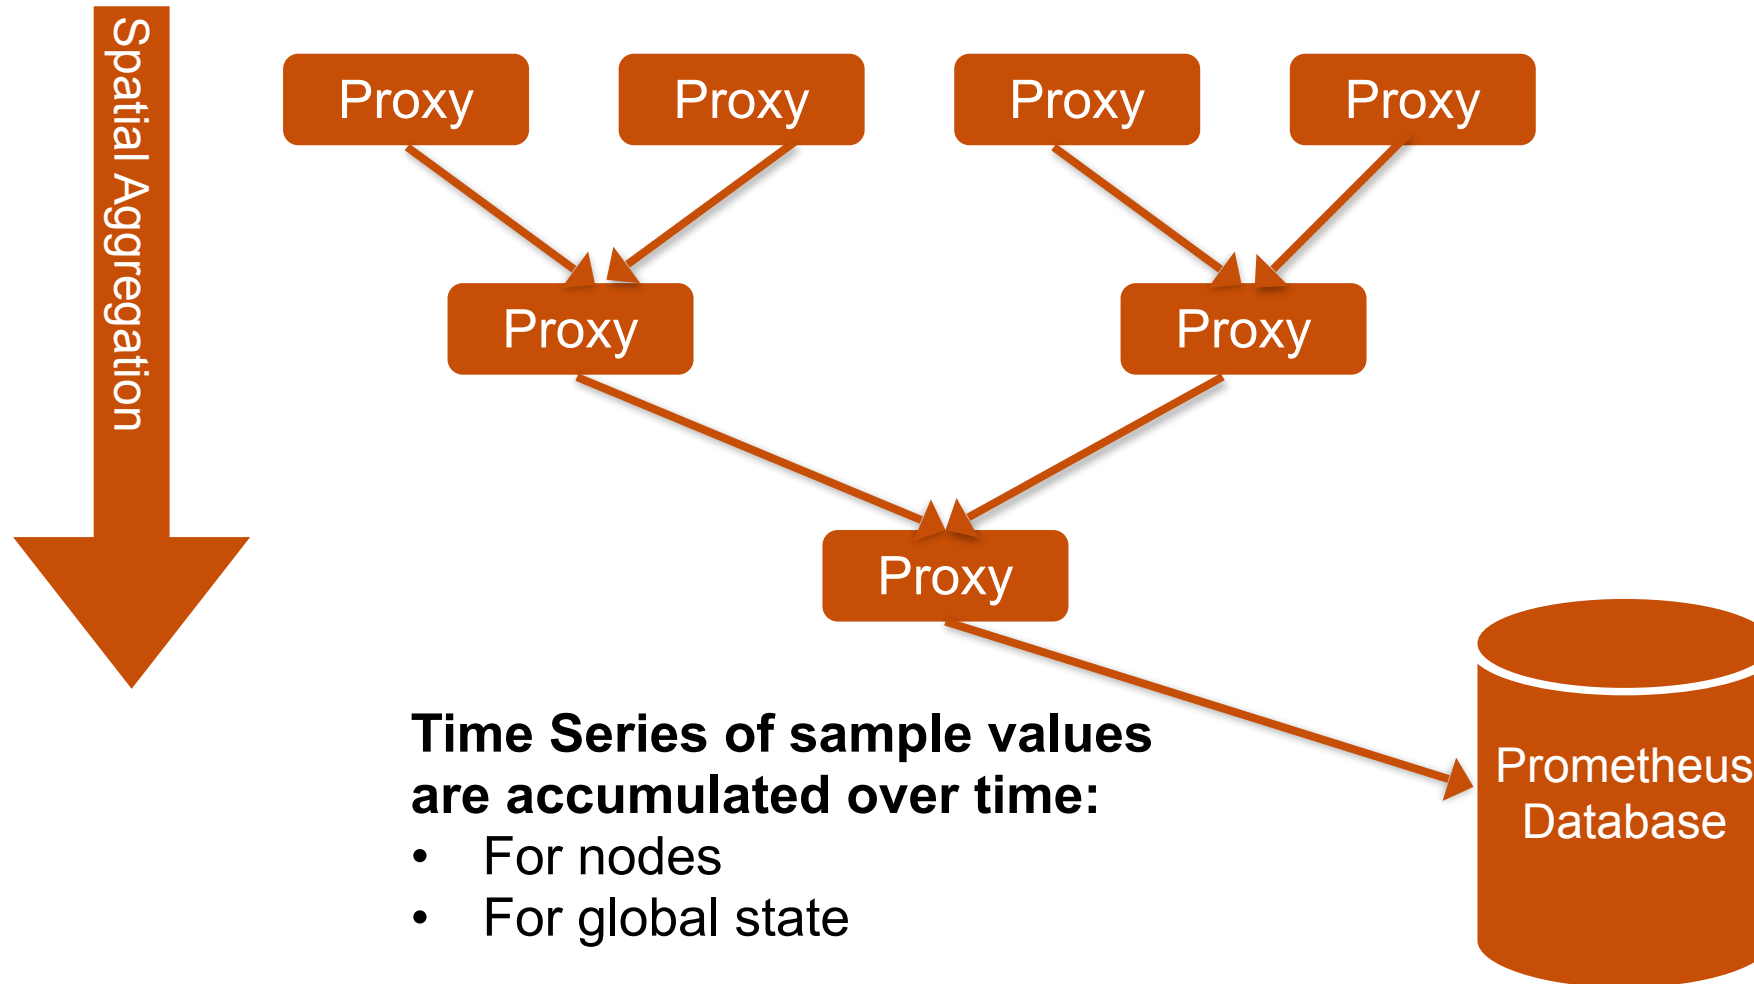 Spatial Aggregation
Proxy
Proxy
Proxy
Proxy
Proxy
Proxy
Proxy
Time Series of sample values
are accumulated over time:
• For nodes
• For global state
Prometheus
Database